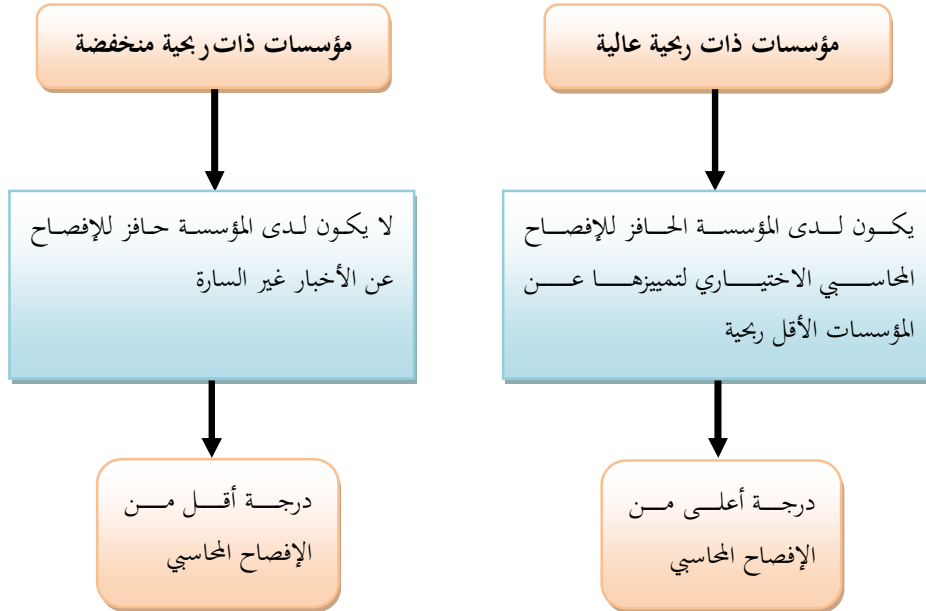 مؤسسات ذات ربحية عالية
يكون لدى المؤسسة الحافز للإفصاح
المحاسبي الاختياري لتمييزها عن
المؤسسات الأقل ربحية
درجة أعلى من
الإفصاح المحاسبي
مؤسسات ذات ربحية منخفضة
لا يكون لدى المؤسسة حافز للإفصاح
عن الأخبار غير السارة
درجة أقل من
الإفصاح المحاسبي